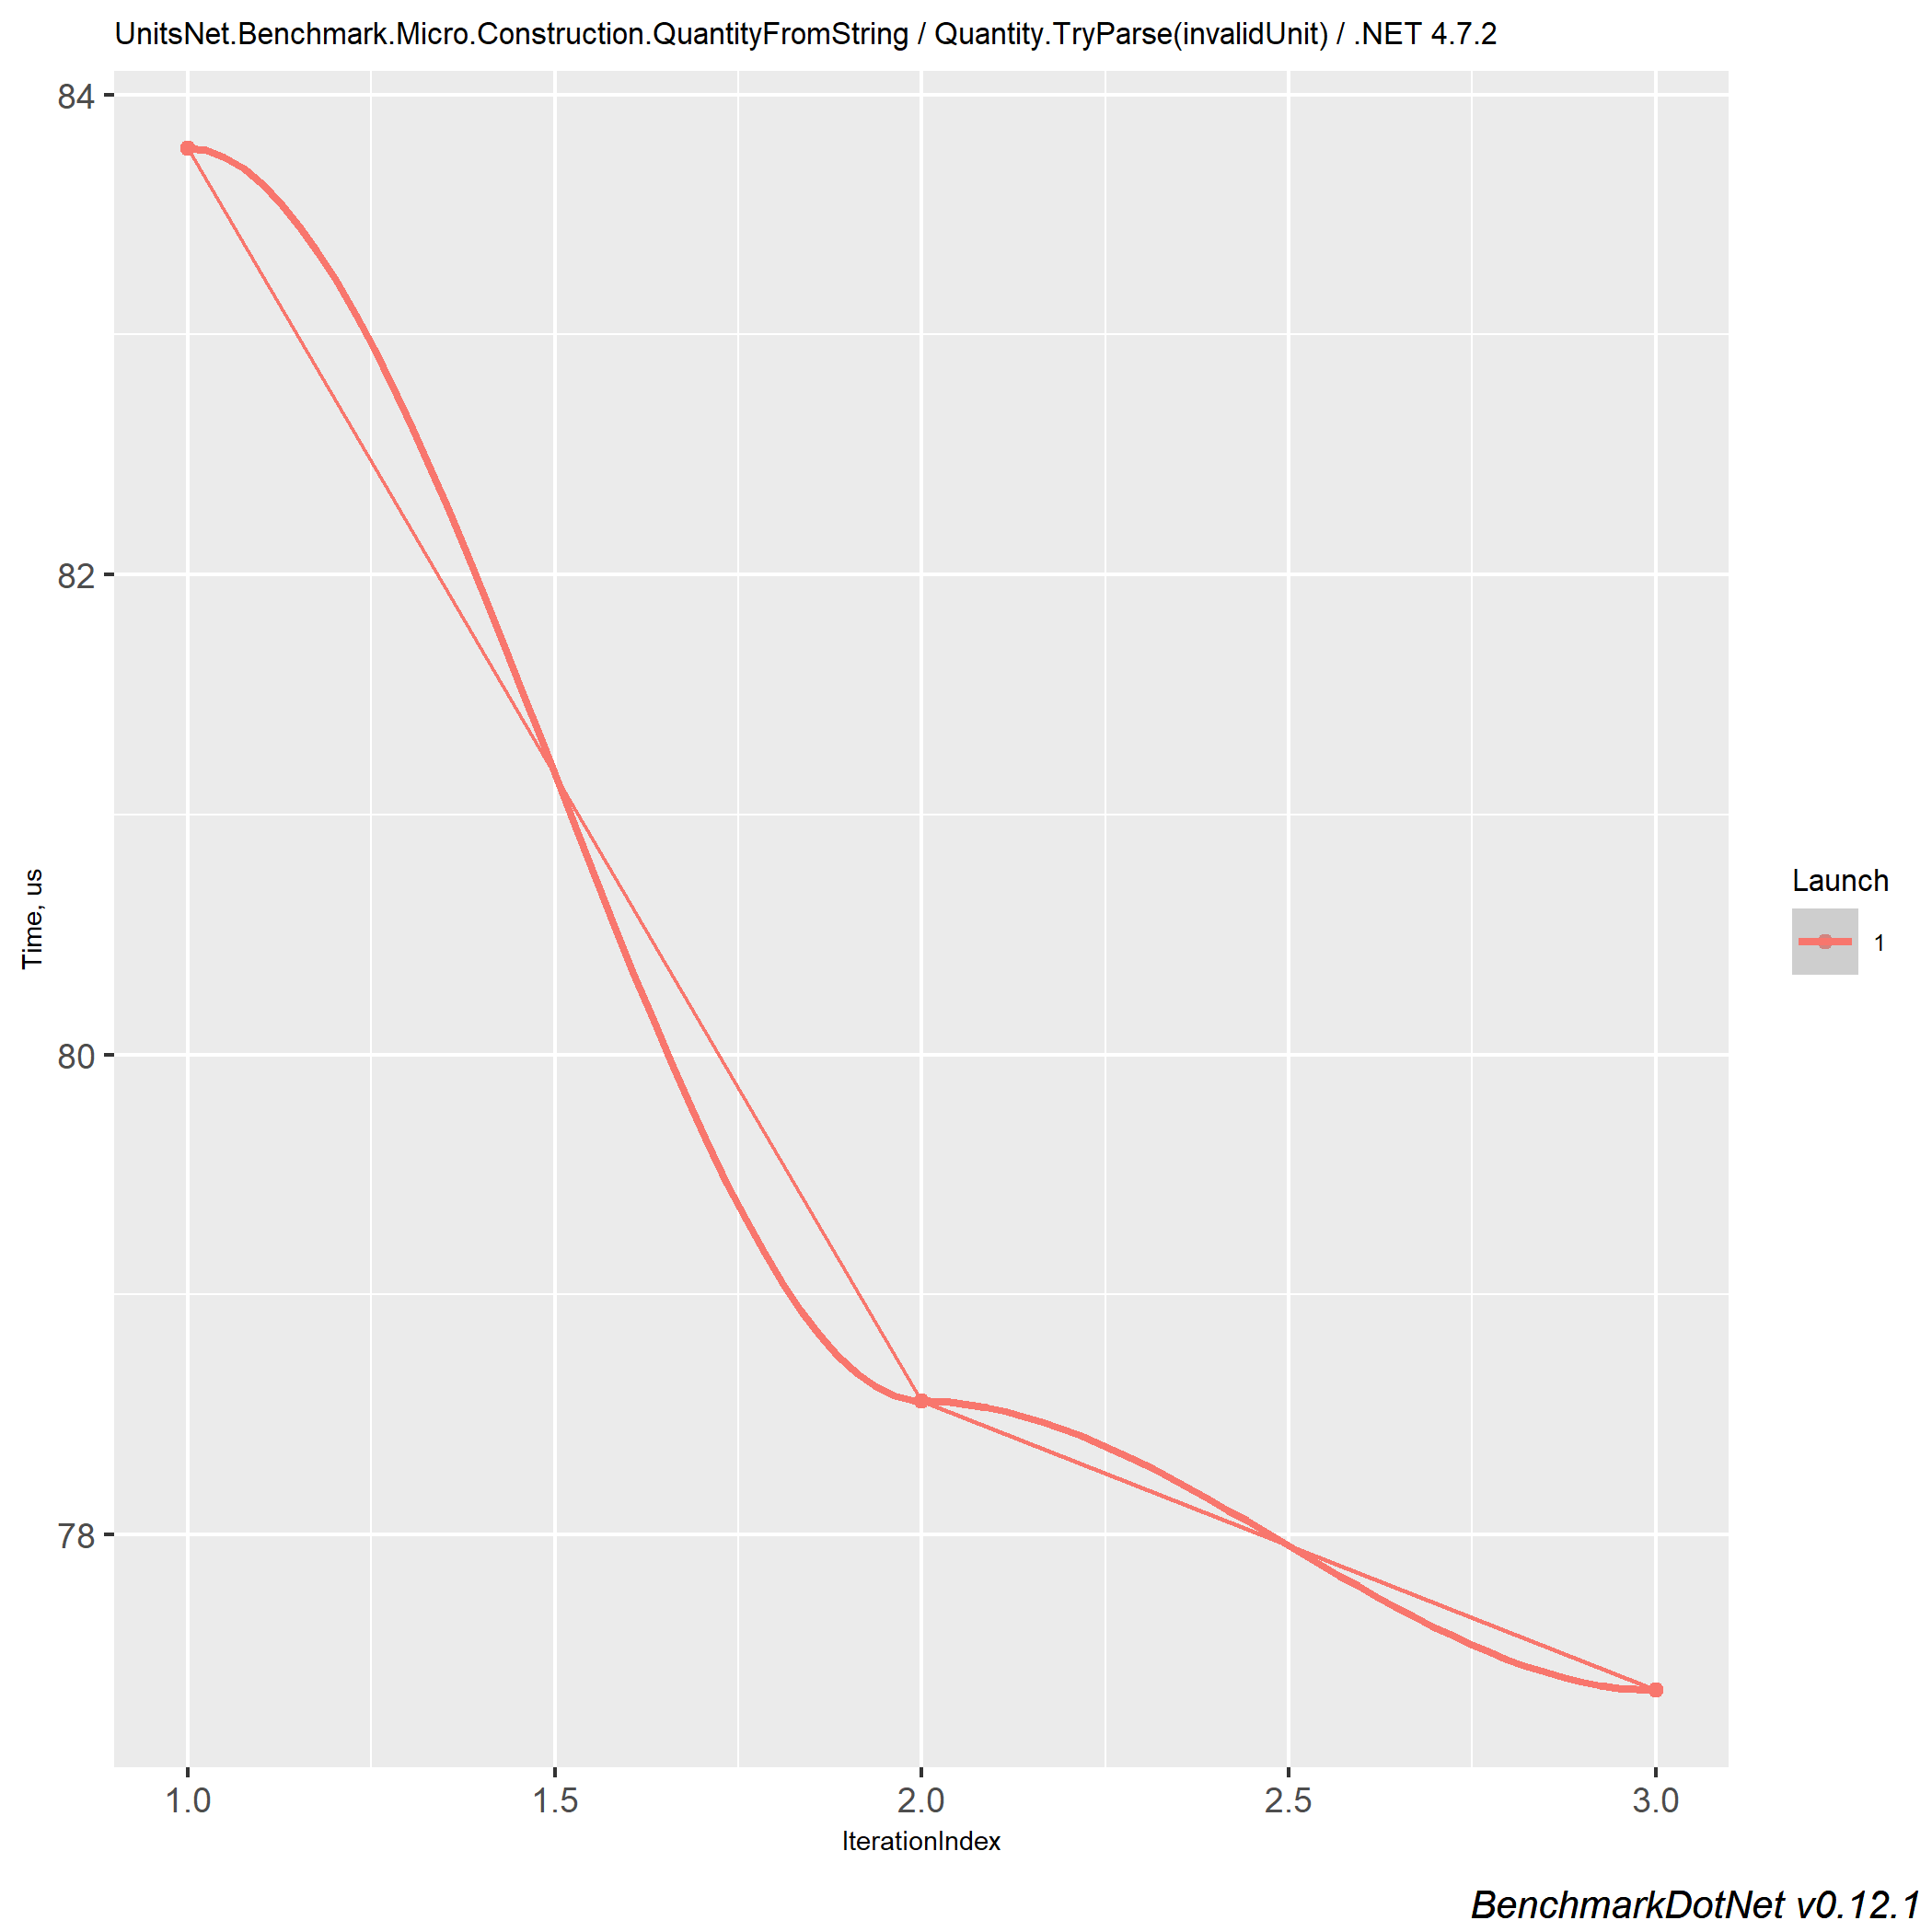 UnitsNet.Benchmark.Micro.Construction.QuantityFromString / Quantity.TryParse(invalidUnit) / .NET 4.7.2
84
82
80
78
Time, us
1.0 1.5 2.0 2.5 3.0
IterationIndex
Launch
1
BenchmarkDotNet v0.12.1